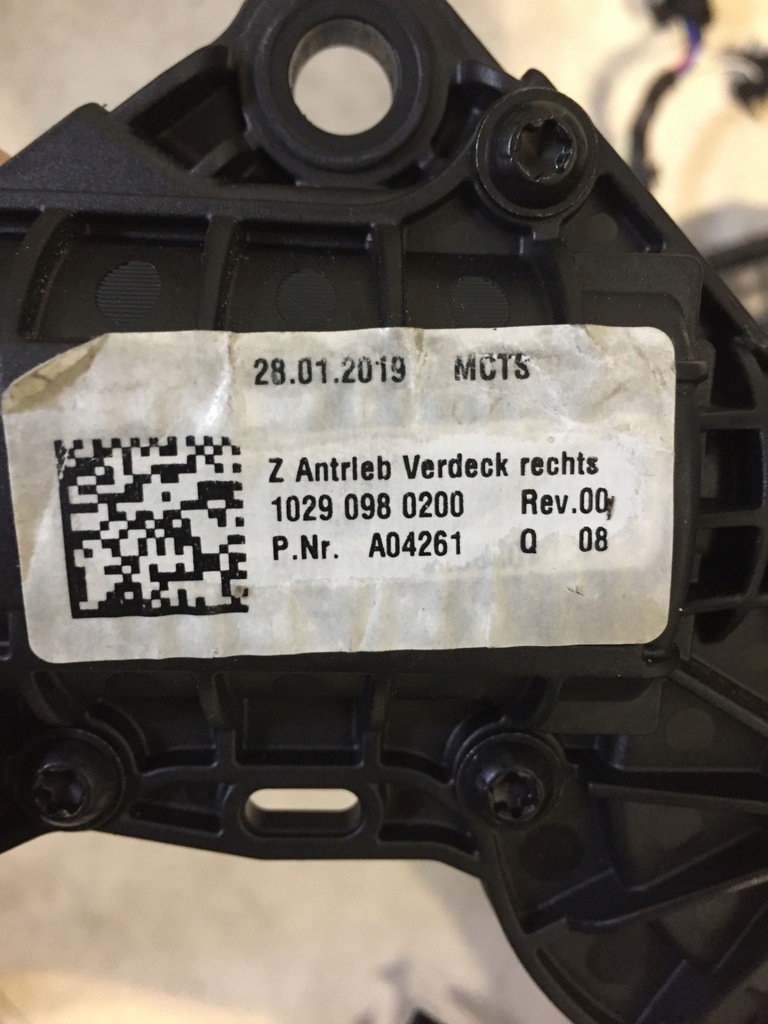 28.01.2019 MCTS
Z Antrieb Verdeck rechts
1029 098 0200 Rev.00
P.Nr. A04261 Q 08